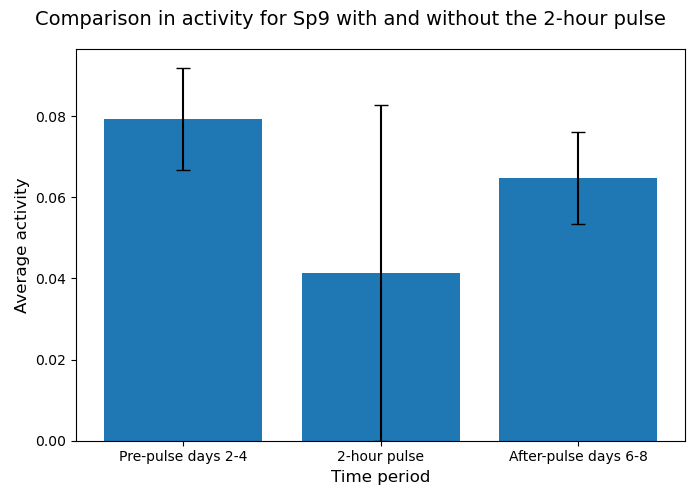 Comparison in activity for Sp9 with and without the 2-hour pulse
Average activity
0.08
0.06
0.04
0.02
0.00
Pre-pulse days 2-4
2-hour pulse
After-pulse days 6-8
Time period